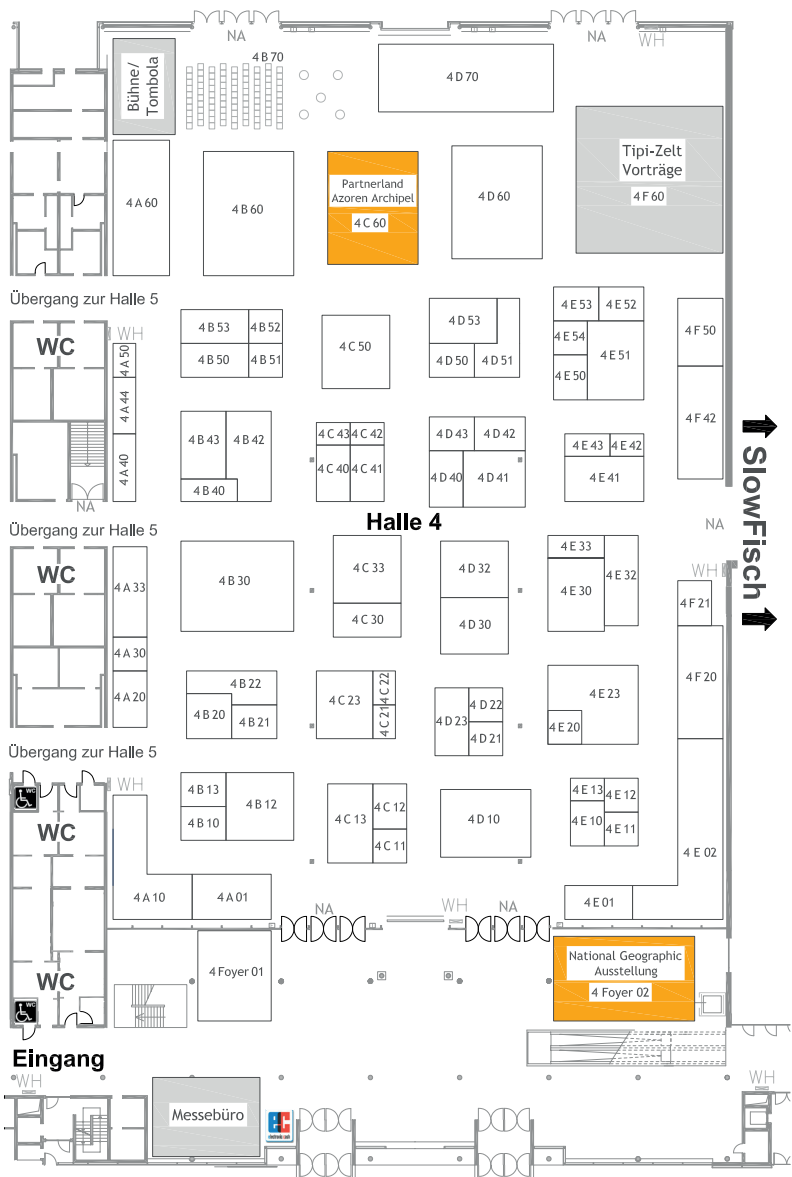 NA
NA
WH
Bühne/
Tombola
4 B 70
4 D 70
Tipi-Zelt
Vorträge
4 F 60
4 A 60
4 B 60
Partnerland
Azoren Archipel
4 C 60
4 D 60
Übergang zur Halle 5
WC
WH
4 A 50
4 A 44
4 A 40
NA
4 B 53
4 B 52
4 B 50
4 B 51
4 C 50
4 D 53
4 D 50
4 D 51
4 E 53
4 E 52
4 E 54
4 E 51
4 E 50
4 F 50
4 F 42
4 B 43
4 B 42
4 B 40
4 C 43
4 C 42
4 C 40
4 C 41
4 D 43
4 D 42
4 D 40
4 D 41
4 E 43
4 E 42
4 E 41
SlowFisch
Halle 4
NA
Übergang zur Halle 5
WC
4 A 33
4 A 30
4 A 20
4 B 30
4 C 33
4 C 30
4 D 32
4 D 30
4 E 33
4 E 32
4 E 30
WH
4 F 21
4 F 20
4 B 22
4 B 20
4 B 21
4 C 23
4 C 22
4 C 21
4 D 23
4 D 22
4 D 21
4 E 23
4 E 20
Übergang zur Halle 5
WC
WC
WH
4 B 13
4 B 12
4 B 10
4 C 13
4 C 12
4 C 11
4 D 10
4 E 13
4 E 12
4 E 10
4 E 11
4 E 02
4 A 10
4 A 01
4 E 01
NA
WH
NA
WC
WC
4 Foyer 01
National Geographic
Ausstellung
4 Foyer 02
Eingang
WH
WH
Messebüro
ec
electronic cash